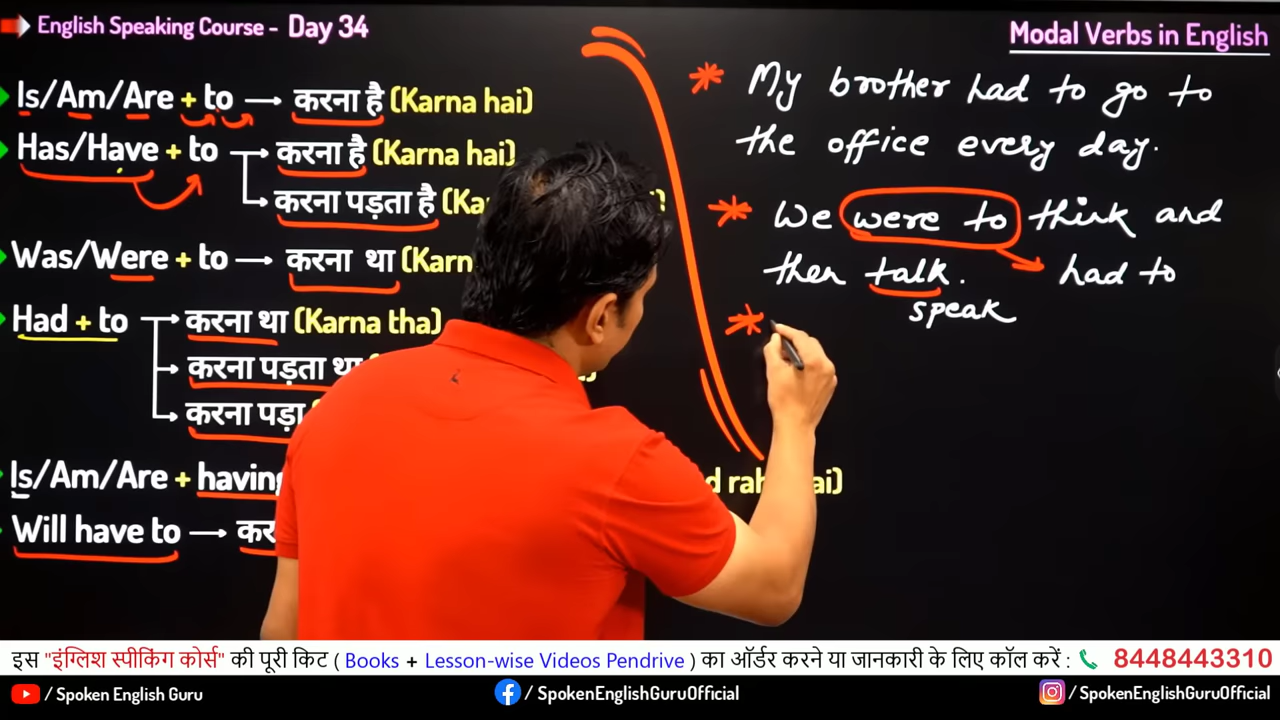 English Speaking Course - Day 34
Modal Verbs in English
Is/Am/Are + to → करना है (Karna hai)
Has/Have + to → करना है (Karna hai)
करना पड़ता है
Was/Were + to → करना था
Had + to → करना था (Karna tha)
करना पड़ता था
करना पड़ा
Is/Am/Are + having
Will have to →
* My brother had to go to
the office every day.
* We were to think and
then talk. had to
speak
*
इस "इंग्लिश स्पीकिंग कोर्स" की पूरी किट ( Books + Lesson-wise Videos Pendrive ) का ऑर्डर करने या जानकारी के लिए कॉल करें : 8448443310
/ Spoken English Guru
/ SpokenEnglishGuruOfficial
/ SpokenEnglishGuruOfficial